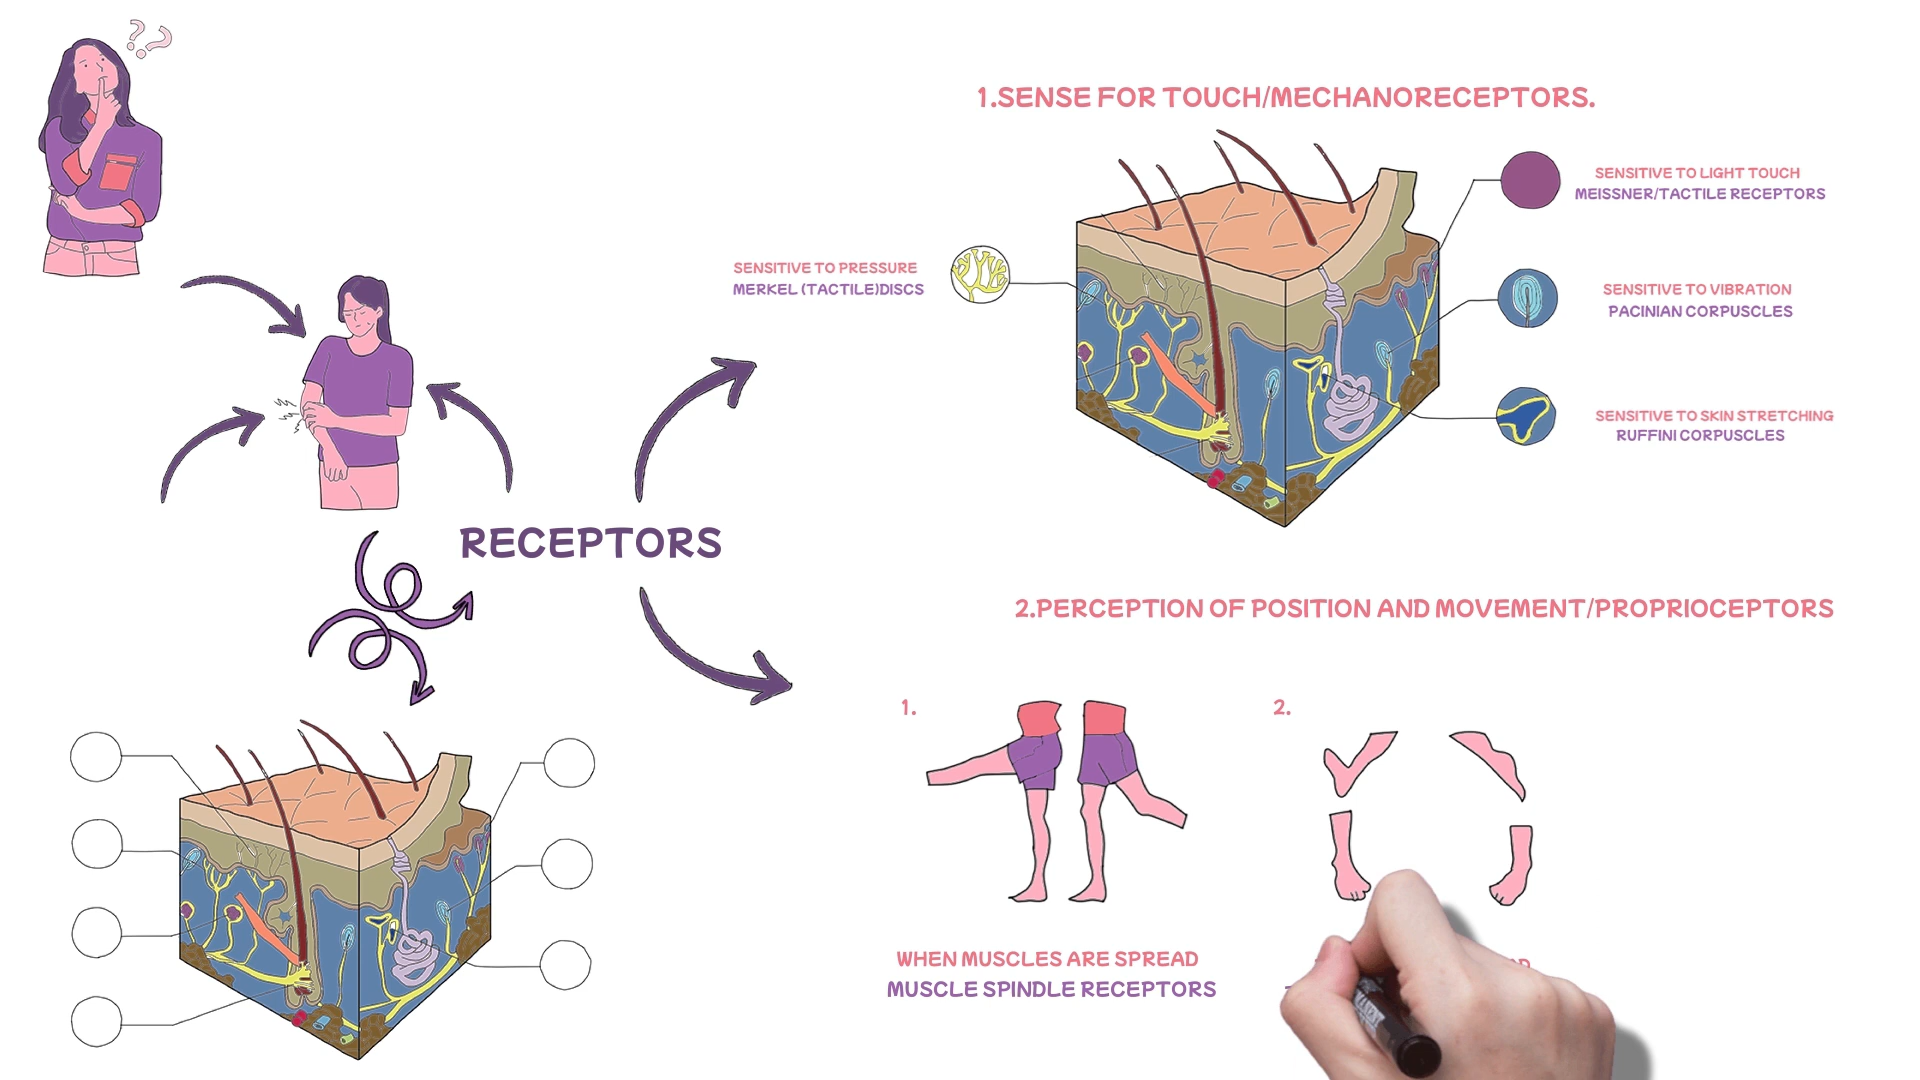 ??
1.SENSE FOR TOUCH/MECHANORECEPTORS.
SENSITIVE TO LIGHT TOUCH
MEISSNER/TACTILE RECEPTORS
SENSITIVE TO PRESSURE
MERKEL (TACTILE)DISCS
SENSITIVE TO VIBRATION
PACINIAN CORPUSCLES
SENSITIVE TO SKIN STRETCHING
RUFFINI CORPUSCLES
RECEPTORS
2.PERCEPTION OF POSITION AND MOVEMENT/PROPRIOCEPTORS
1.
2.
WHEN MUSCLES ARE SPREAD
MUSCLE SPINDLE RECEPTORS